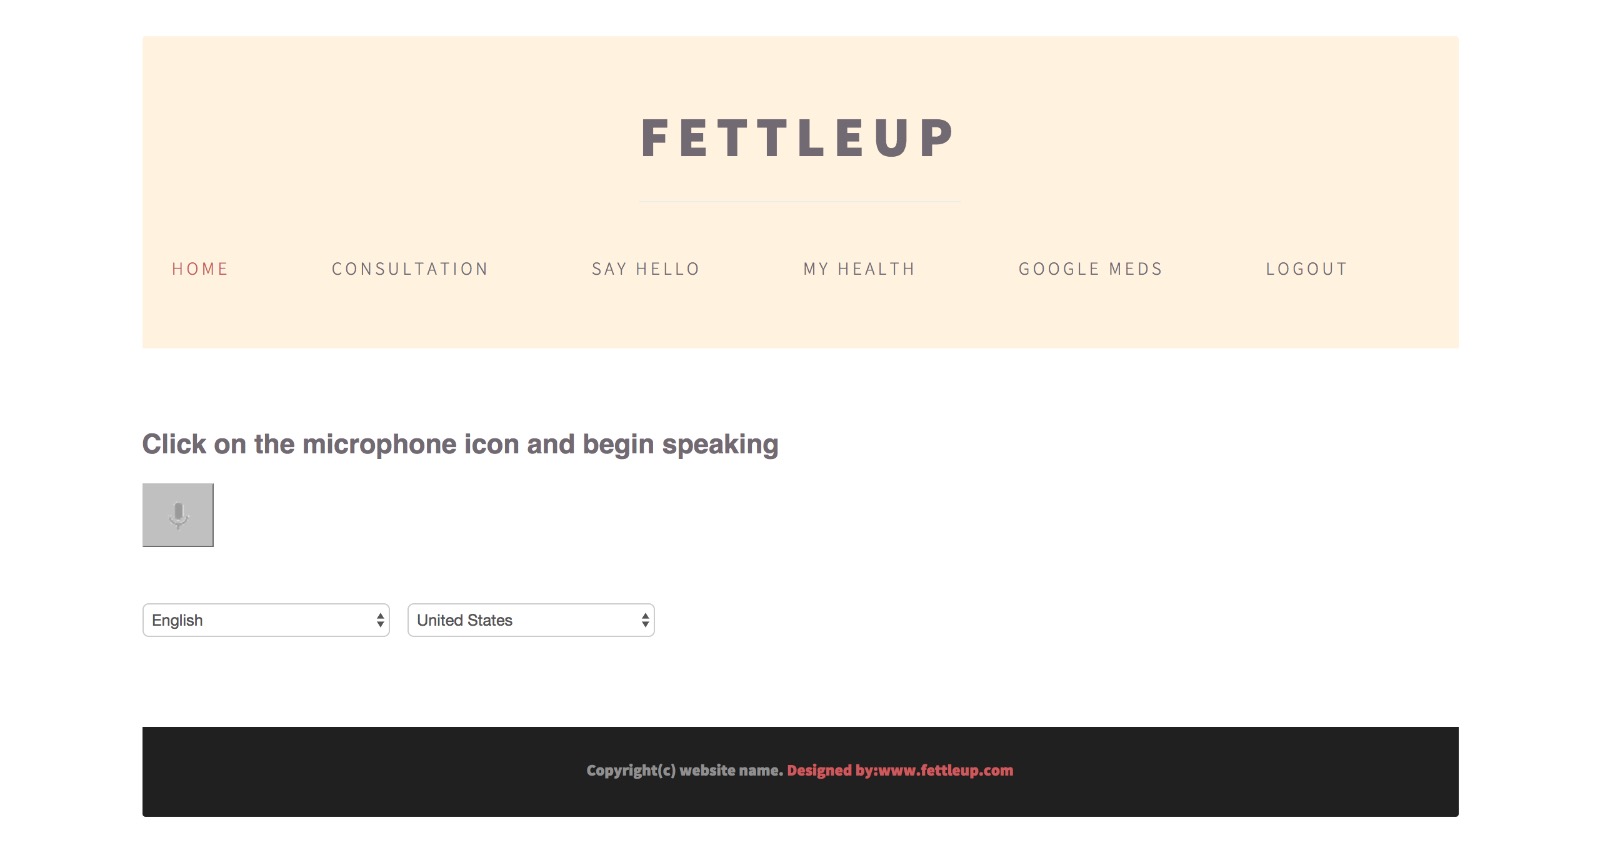 FETTLEUP
HOME CONSULTATION SAY HELLO MY HEALTH GOOGLE MEDS LOGOUT
Click on the microphone icon and begin speaking
English United States
Copyright(c) website name. Designed by:www.fettleup.com